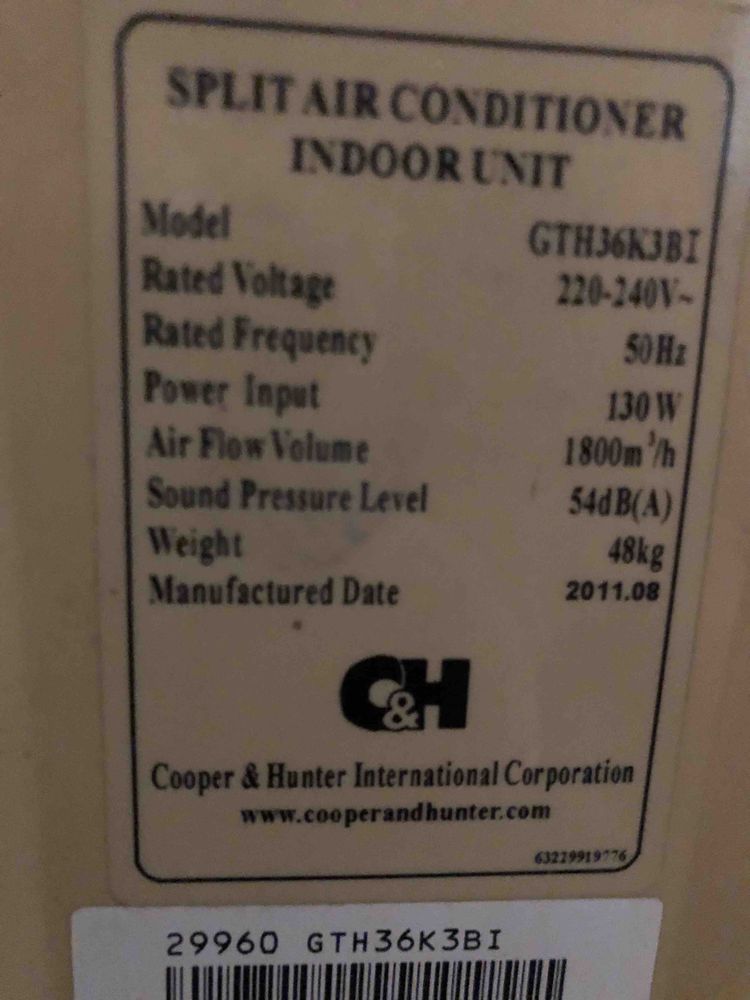 SPLIT AIR CONDITIONER
INDOOR UNIT
Model GTH36K3BI
Rated Voltage 220-240V~
Rated Frequency 50Hz
Power Input 130W
Air Flow Volume 1800m³/h
Sound Pressure Level 54dB(A)
Weight 48kg
Manufactured Date 2011.08
C&H
Cooper & Hunter International Corporation
www.cooperandhunter.com
63229919776
29960 GTH36K3BI